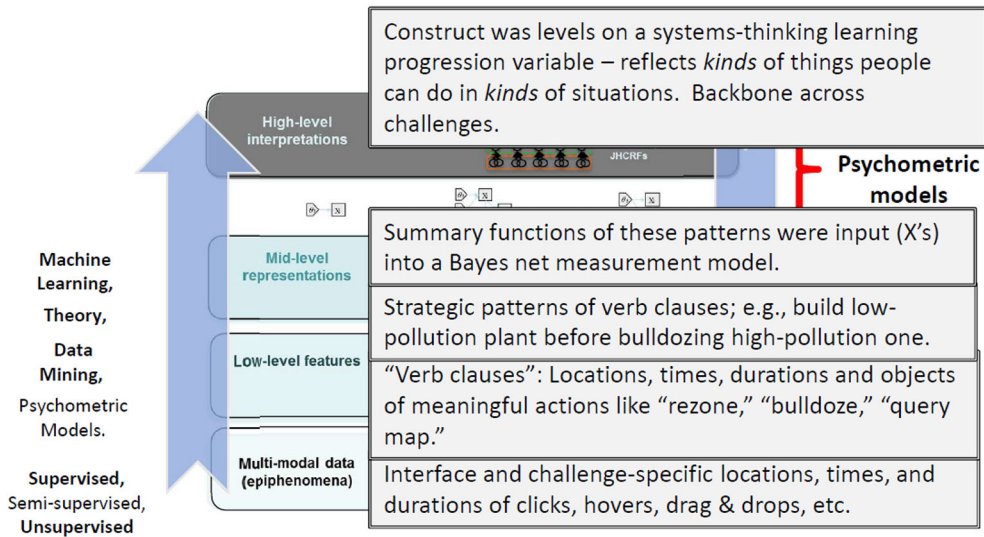 Construct was levels on a systems-thinking learning
progression variable – reflects kinds of things people
can do in kinds of situations. Backbone across
challenges.
High-level
interpretations
JHCRFs
Psychometric
models
Summary functions of these patterns were input (X's)
into a Bayes net measurement model.
Mid-level
representations
Machine
Learning,
Theory,
Data
Mining,
Psychometric
Models.
Strategic patterns of verb clauses; e.g., build low-
pollution plant before bulldozing high-pollution one.
Low-level features
“Verb clauses”: Locations, times, durations and objects
of meaningful actions like “rezone,” “bulldoze,” “query
map.”
Multi-modal data
(epiphenomena)
Interface and challenge-specific locations, times, and
durations of clicks, hovers, drag & drops, etc.
Supervised,
Semi-supervised,
Unsupervised